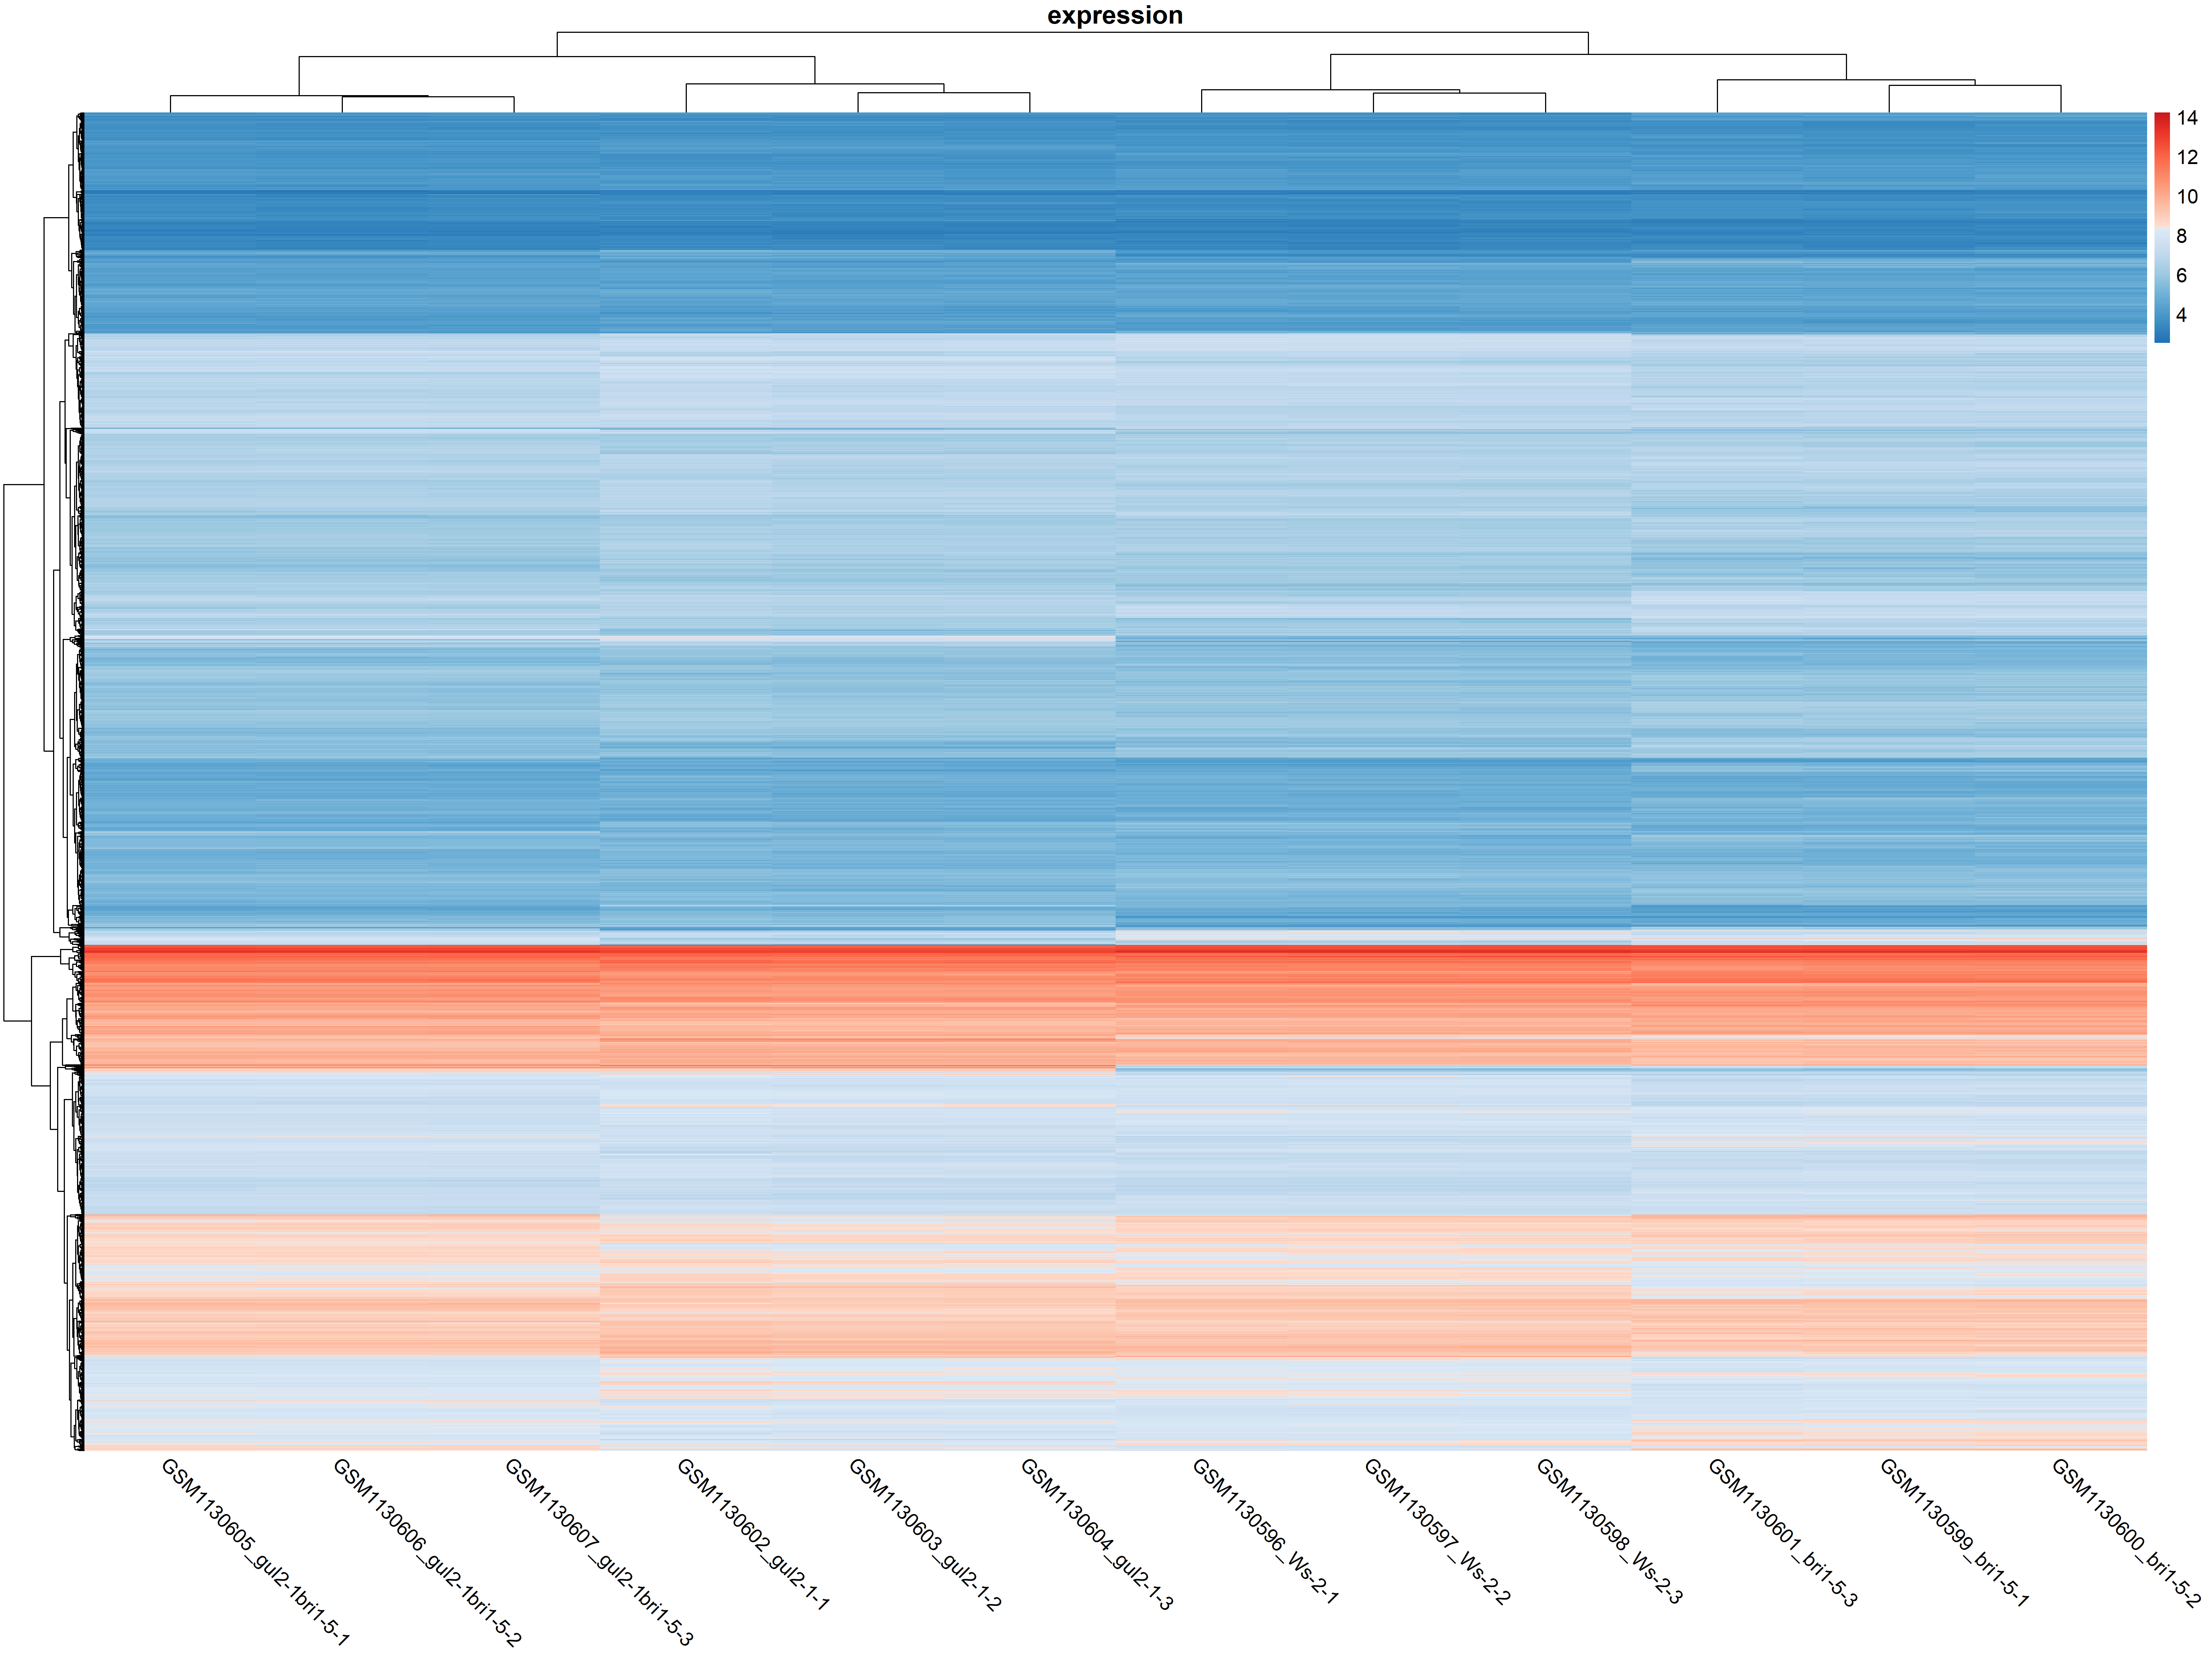 expression
14
12
10
8
6
4
GSM1130605_gul2-1bri1-5-1
GSM1130606_gul2-1bri1-5-2
GSM1130607_gul2-1bri1-5-3
GSM1130602_gul2-1-1
GSM1130603_gul2-1-2
GSM1130604_gul2-1-3
GSM1130596_Ws-2-1
GSM1130597_Ws-2-2
GSM1130598_Ws-2-3
GSM1130601_bri1-5-3
GSM1130599_bri1-5-1
GSM1130600_bri1-5-2